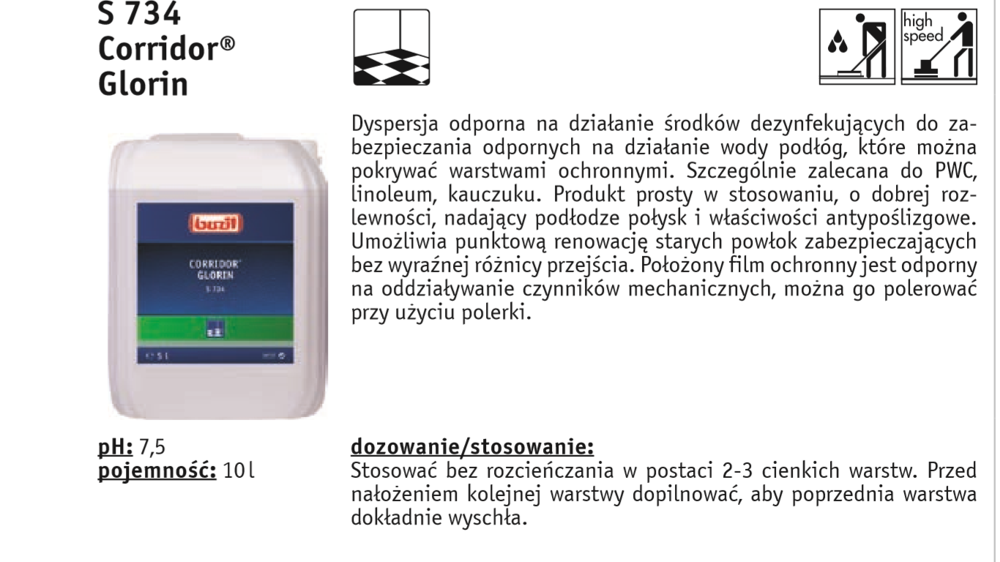 S 734
Corridor®
Glorin
high
speed
Dyspersja odporna na działanie środków dezynfekujących do za-
bezpieczania odpornych na działanie wody podłóg, które można
pokrywać warstwami ochronnymi. Szczególnie zalecana do PWC,
linoleum, kauczuku. Produkt prosty w stosowaniu, o dobrej roz-
lewności, nadający podłodze połysk i właściwości antypoślizgowe.
Umożliwia punktową renowację starych powłok zabezpieczających
bez wyraźnej różnicy przejścia. Położony film ochronny jest odporny
na oddziaływanie czynników mechanicznych, można go polerować
przy użyciu polerki.
buzil
CORRIDOR®
GLORIN
S 734
5 l
pH: 7,5
pojemność: 10 l
dozowanie/stosowanie:
Stosować bez rozcieńczania w postaci 2-3 cienkich warstw. Przed
nałożeniem kolejnej warstwy dopilnować, aby poprzednia warstwa
dokładnie wyschła.